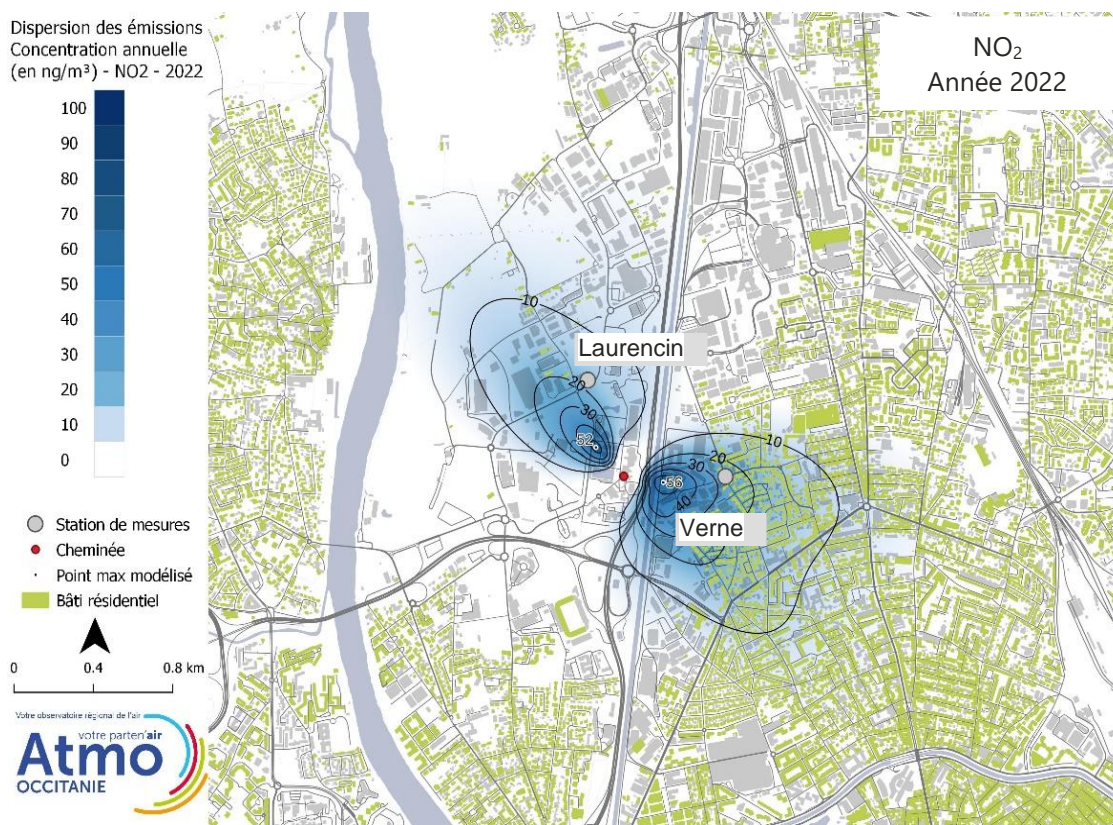 Dispersion des émissions
Concentration annuelle
(en ng/m³) - NO2 - 2022
100
90
80
70
60
50
40
30
20
10
0
Station de mesures
Cheminée
Point max modélisé
Bâti résidentiel
0 0.4 0.8 km
Votre observatoire régional de l'air
votre parten'air
Atmo
OCCITANIE
NO₂
Année 2022
10
Laurencin
20
30
52
10
20
30
56
40
Verne